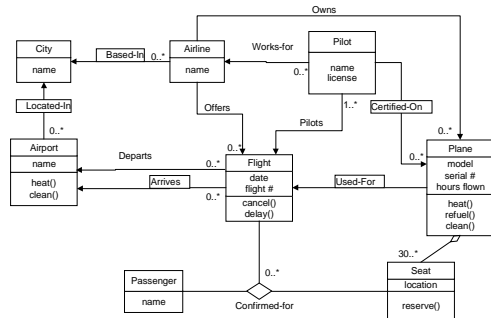 Owns
City
name
Based-In
0..*
Airline
name
Works-for
0..*
Pilot
name
license
1..*
Certified-On
Located-In
0..*
Offers
Pilots
0..*
0..*
0..*
Airport
name
heat()
clean()
Departs
0..*
Arrives
0..*
Flight
date
flight #
cancel()
delay()
Used-For
Plane
model
serial #
hours flown
heat()
refuel()
clean()
30..*
0..*
Passenger
name
Confirmed-for
Seat
location
reserve()